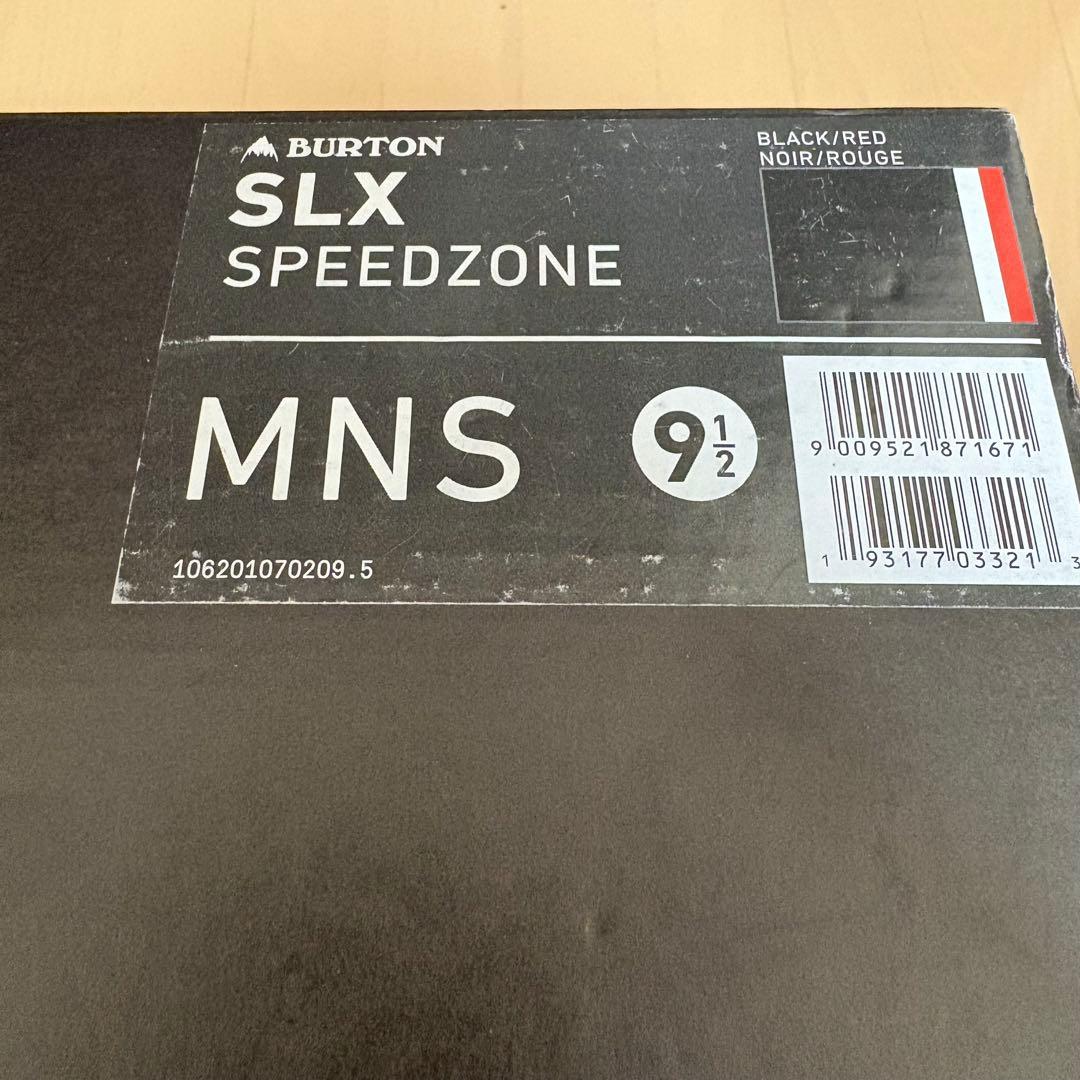 BURTON
SLX
SPEEDZONE
BLACK/RED
NOIR/ROUGE
MNS
9 1/2
9 009521 871671
1 93177 03321 3
106201070209.5